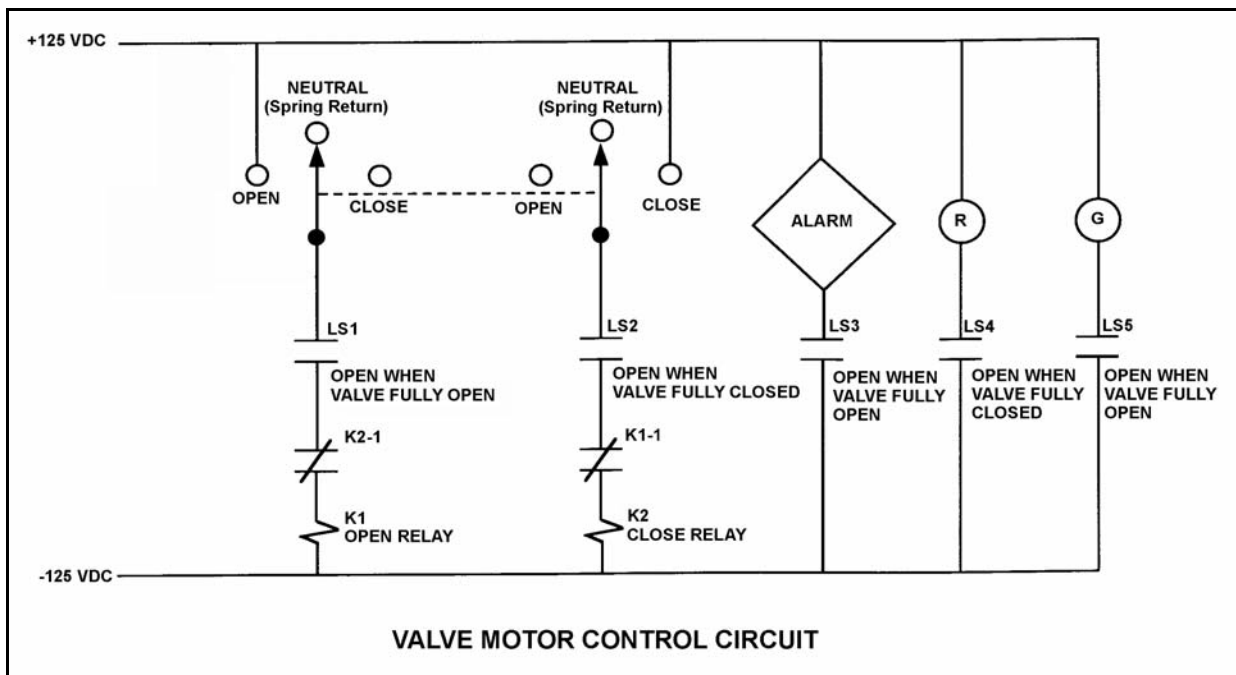 +125 VDC
NEUTRAL
(Spring Return)
NEUTRAL
(Spring Return)
OPEN
CLOSE
OPEN
CLOSE
ALARM
R
G
LS1
OPEN WHEN
VALVE FULLY OPEN
LS2
OPEN WHEN
VALVE FULLY CLOSED
LS3
OPEN WHEN
VALVE FULLY
OPEN
LS4
OPEN WHEN
VALVE FULLY
CLOSED
LS5
OPEN WHEN
VALVE FULLY
OPEN
K2-1
K1-1
K1
OPEN RELAY
K2
CLOSE RELAY
-125 VDC
VALVE MOTOR CONTROL CIRCUIT